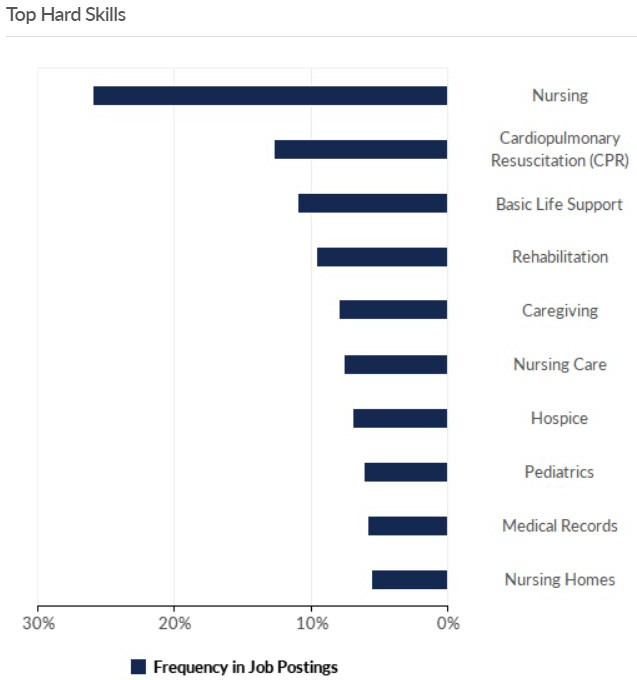 Top Hard Skills
Nursing
Cardiopulmonary
Resuscitation (CPR)
Basic Life Support
Rehabilitation
Caregiving
Nursing Care
Hospice
Pediatrics
Medical Records
Nursing Homes
30%
20%
10%
0%
Frequency in Job Postings